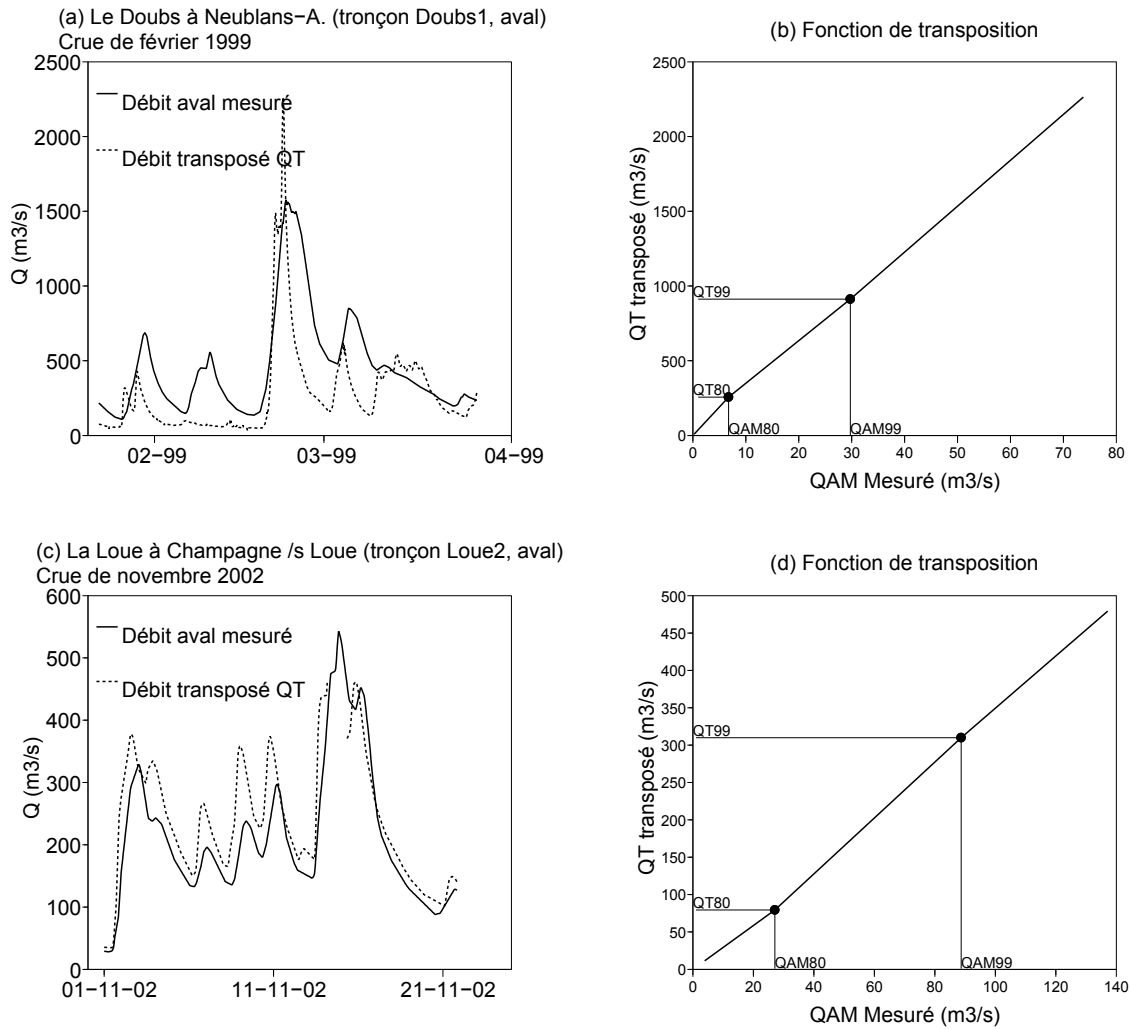 (a) Le Doubs à Neublans−A. (tronçon Doubs1, aval)
Crue de février 1999
2500
2000
1500
1000
500
0
Q (m3/s)
Débit aval mesuré
Débit transposé QT
02−99
03−99
04−99
(b) Fonction de transposition
2500
2000
1500
1000
500
0
QT transposé (m3/s)
QT99
QT80
QAM80
QAM99
0
10
20
30
40
50
60
70
80
QAM Mesuré (m3/s)
(c) La Loue à Champagne /s Loue (tronçon Loue2, aval)
Crue de novembre 2002
600
500
400
300
200
100
0
Q (m3/s)
Débit aval mesuré
Débit transposé QT
01−11−02
11−11−02
21−11−02
(d) Fonction de transposition
500
450
400
350
300
250
200
150
100
50
0
QT transposé (m3/s)
QT99
QT80
QAM80
QAM99
0
20
40
60
80
100
120
140
QAM Mesuré (m3/s)